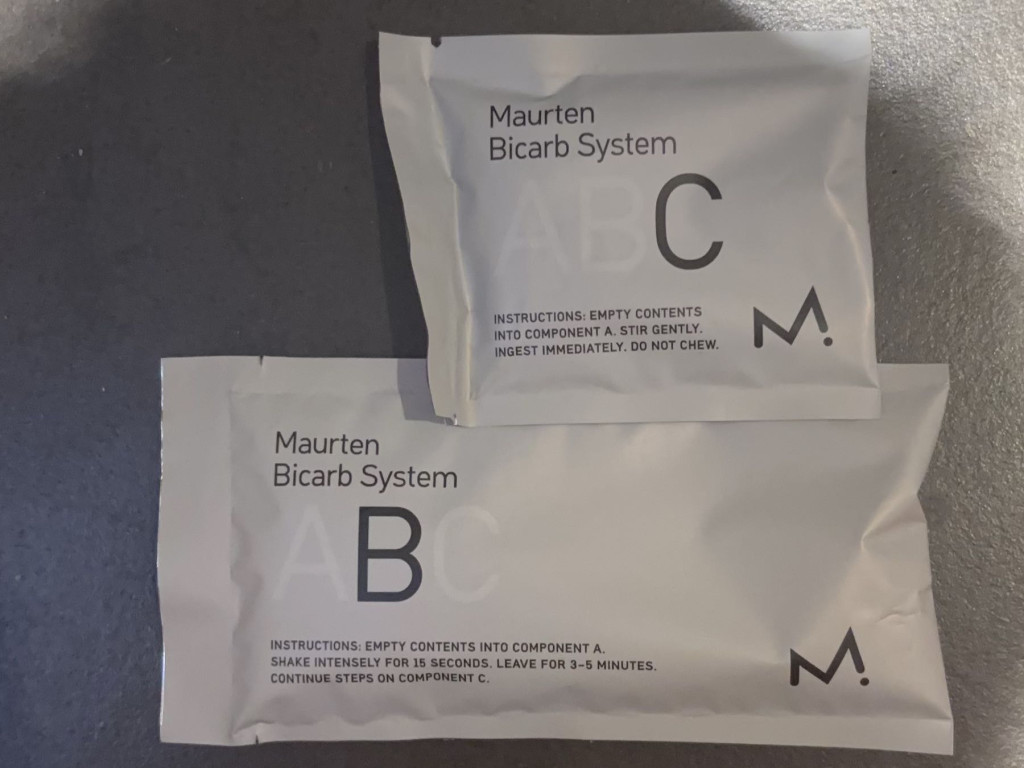 Maurten
Bicarb System
ABC
INSTRUCTIONS: EMPTY CONTENTS
INTO COMPONENT A. STIR GENTLY.
INGEST IMMEDIATELY. DO NOT CHEW.
M.
Maurten
Bicarb System
ABC
INSTRUCTIONS: EMPTY CONTENTS INTO COMPONENT A.
SHAKE INTENSELY FOR 15 SECONDS. LEAVE FOR 3–5 MINUTES.
CONTINUE STEPS ON COMPONENT C.
M.